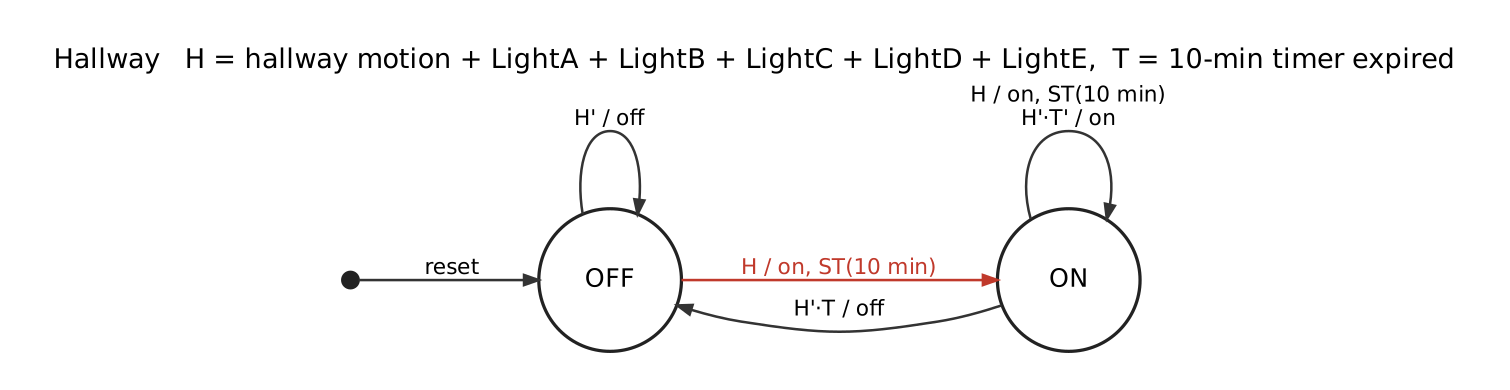 Hallway   H = hallway motion + LightA + LightB + LightC + LightD + LightE,  T = 10-min timer expired
H / on, ST(10 min)
H' / off
H'·T' / on
reset
OFF
H / on, ST(10 min)
ON
H'·T / off